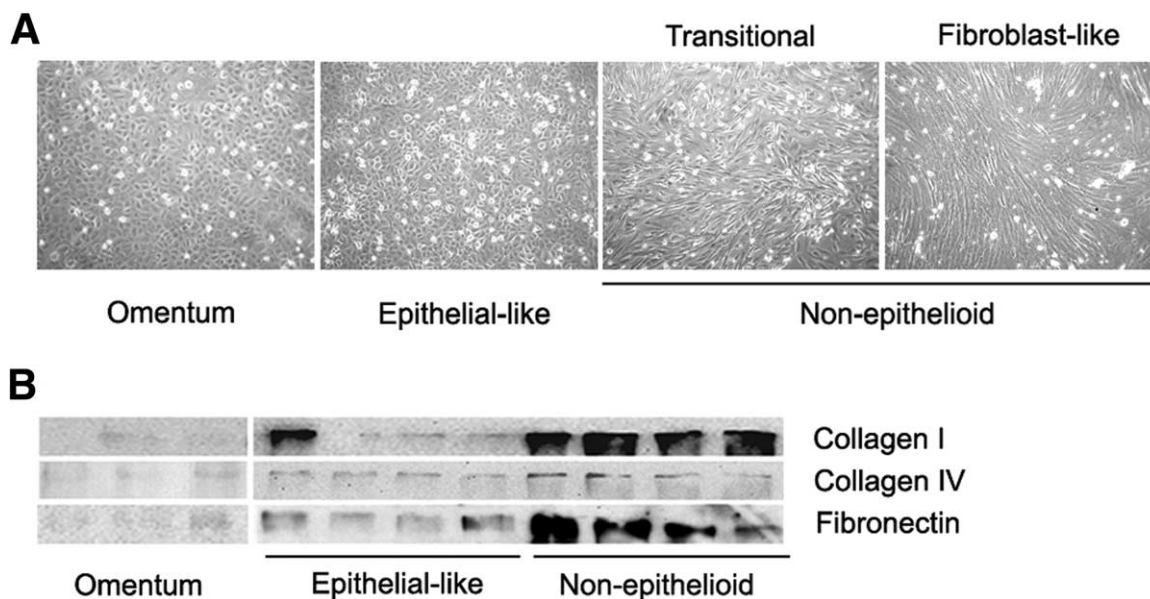 A
Transitional
Fibroblast-like
Omentum
Epithelial-like
Non-epithelioid
B
Collagen I
Collagen IV
Fibronectin
Omentum
Epithelial-like
Non-epithelioid